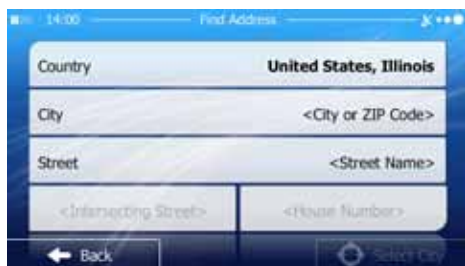 14:00 Find Address
Country United States, Illinois
City <City or ZIP Code>
Street <Street Name>
<Intersecting Street> <House Number>
Back Select City